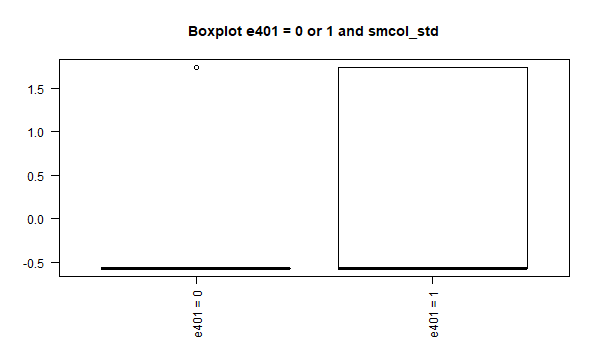 Boxplot e401 = 0 or 1 and smcol_std
1.5
1.0
0.5
0.0
-0.5
e401 = 0
e401 = 1